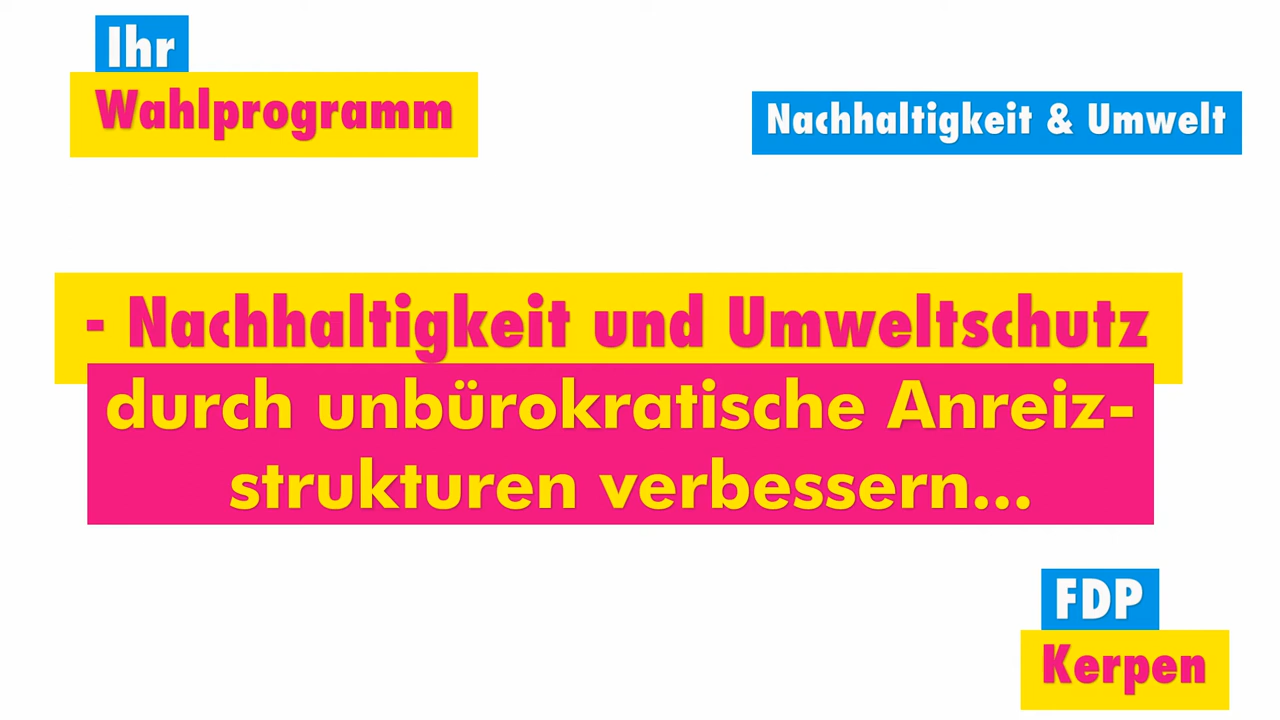 Ihr
Wahlprogramm
Nachhaltigkeit & Umwelt
- Nachhaltigkeit und Umweltschutz
durch unbürokratische Anreiz-
strukturen verbessern...
FDP
Kerpen